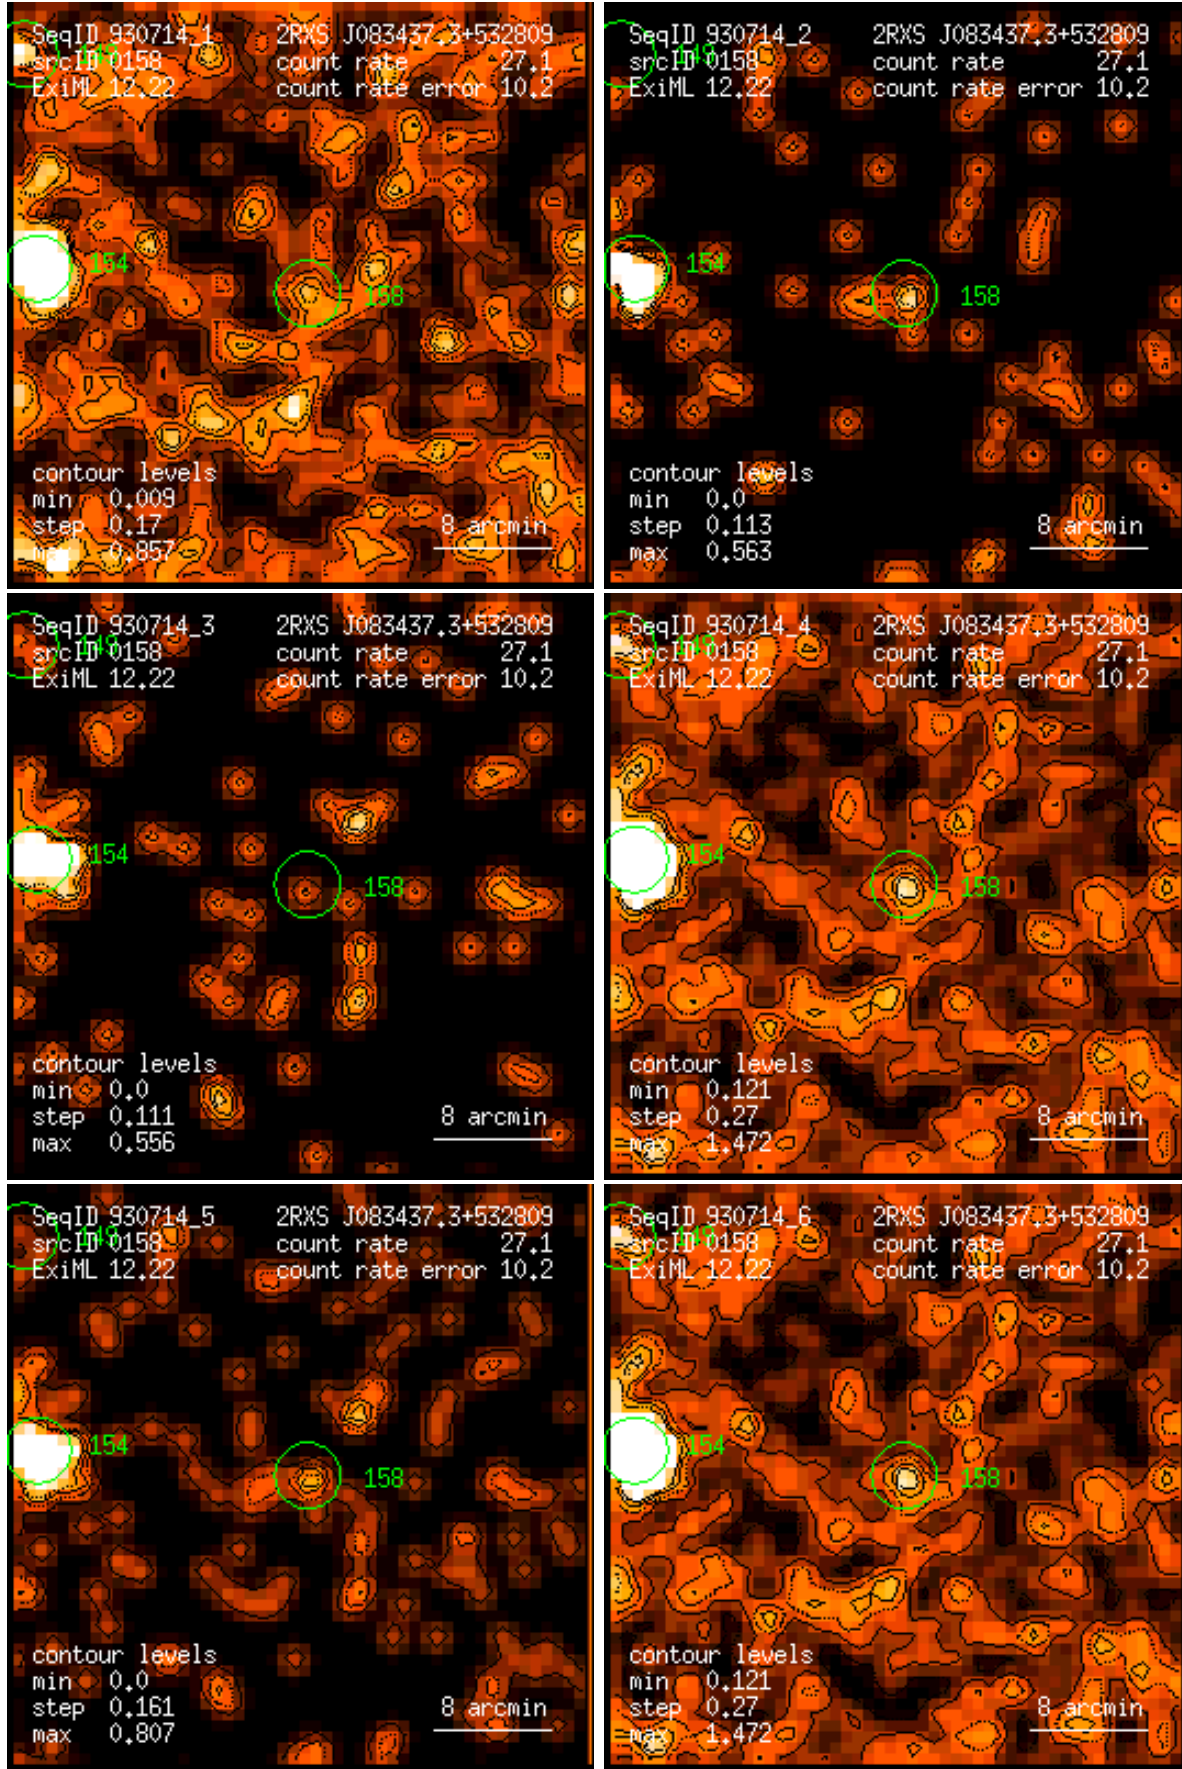 SeqID 930714_1 2RXS J083437.3+532809
149
srcID 0158 count rate 27.1
ExiML 12.22 count rate error 10.2
154
158
contour levels
min 0.009
step 0.17 8 arcmin
max 0.857
SeqID 930714_2 2RXS J083437.3+532809
149
srcID 0158 count rate 27.1
ExiML 12.22 count rate error 10.2
154
158
contour levels
min 0.0
step 0.113 8 arcmin
max 0.563
SeqID 930714_3 2RXS J083437.3+532809
149
srcID 0158 count rate 27.1
ExiML 12.22 count rate error 10.2
154
158
contour levels
min 0.0
step 0.111 8 arcmin
max 0.556
SeqID 930714_4 2RXS J083437.3+532809
149
srcID 0158 count rate 27.1
ExiML 12.22 count rate error 10.2
154
158
contour levels
min 0.121
step 0.27 8 arcmin
max 1.472
SeqID 930714_5 2RXS J083437.3+532809
149
srcID 0158 count rate 27.1
ExiML 12.22 count rate error 10.2
154
158
contour levels
min 0.0
step 0.161 8 arcmin
max 0.807
SeqID 930714_6 2RXS J083437.3+532809
149
srcID 0158 count rate 27.1
ExiML 12.22 count rate error 10.2
154
158
contour levels
min 0.121
step 0.27 8 arcmin
max 1.472